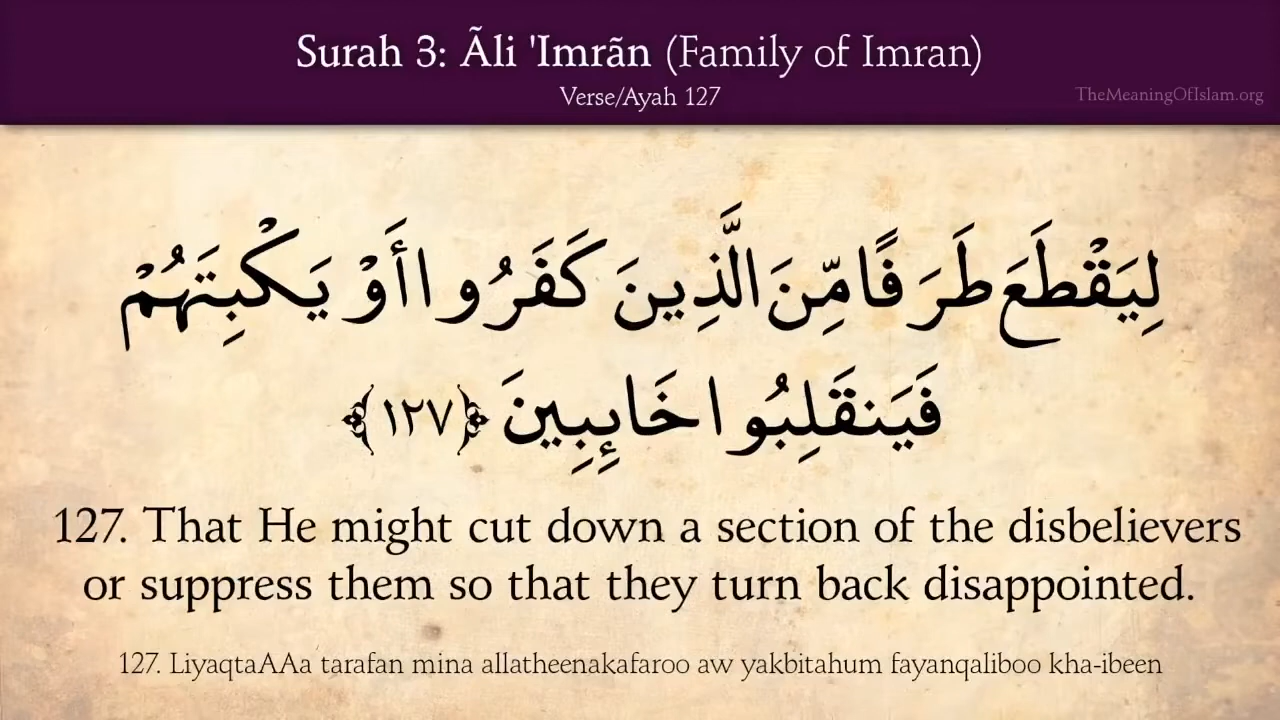 Surah 3: Ãli 'Imrãn (Family of Imran)
Verse/Ayah 127
TheMeaningOfIslam.org
لِيَقْطَعَ طَرَفًا مِّنَ الَّذِينَ كَفَرُوا أَوْ يَكْبِتَهُمْ
فَيَنقَلِبُوا خَائِبِينَ ﴿١٢٧﴾
127. That He might cut down a section of the disbelievers
or suppress them so that they turn back disappointed.
127. LiyaqtaAAa tarafan mina allatheenakafaroo aw yakbitahum fayanqaliboo kha-ibeen